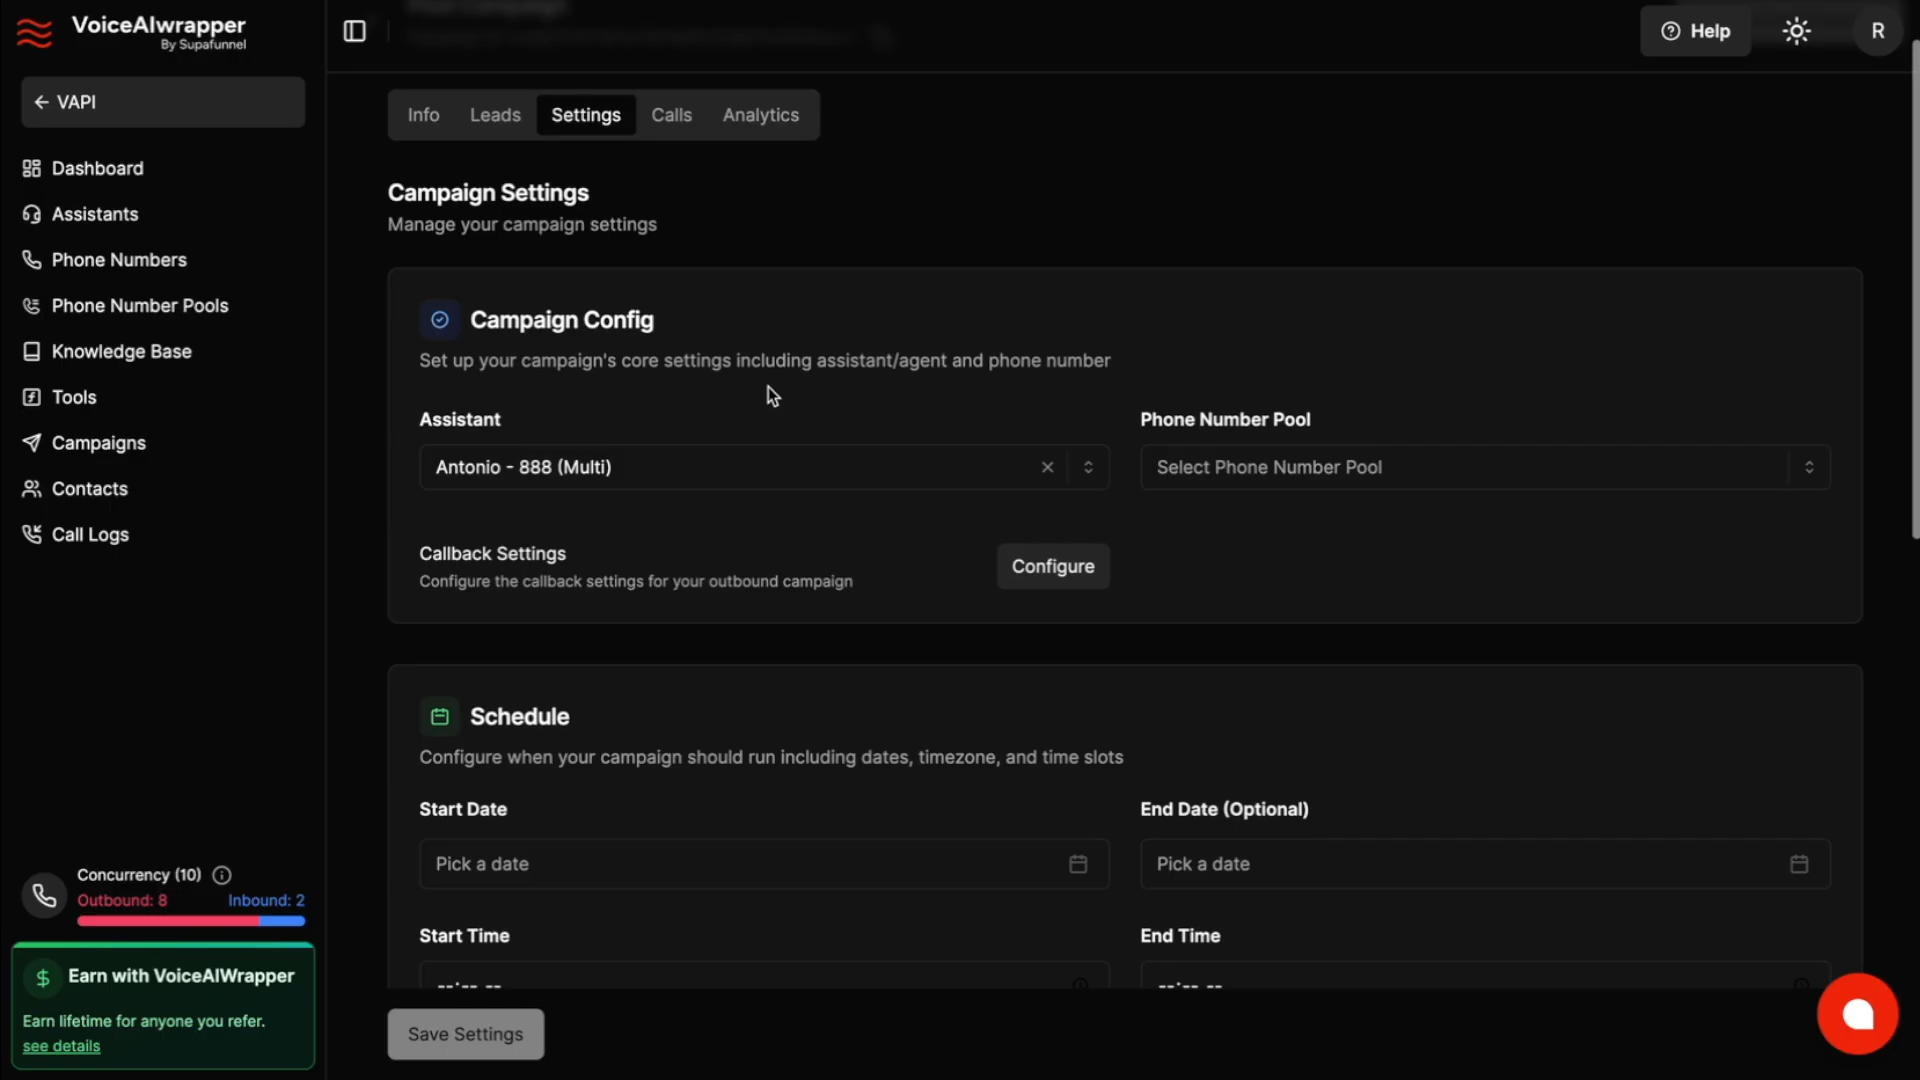 VoiceAIwrapper
By Supafunnel
VAPI
Dashboard
Assistants
Phone Numbers
Phone Number Pools
Knowledge Base
Tools
Campaigns
Contacts
Call Logs
Concurrency (10)
Outbound: 8 Inbound: 2
Earn with VoiceAIWrapper
Earn lifetime for anyone you refer.
see details
Help
R
Info Leads Settings Calls Analytics
Campaign Settings
Manage your campaign settings
Campaign Config
Set up your campaign's core settings including assistant/agent and phone number
Assistant Phone Number Pool
Antonio - 888 (Multi) Select Phone Number Pool
Callback Settings
Configure the callback settings for your outbound campaign
Configure
Schedule
Configure when your campaign should run including dates, timezone, and time slots
Start Date End Date (Optional)
Pick a date Pick a date
Start Time End Time
Save Settings